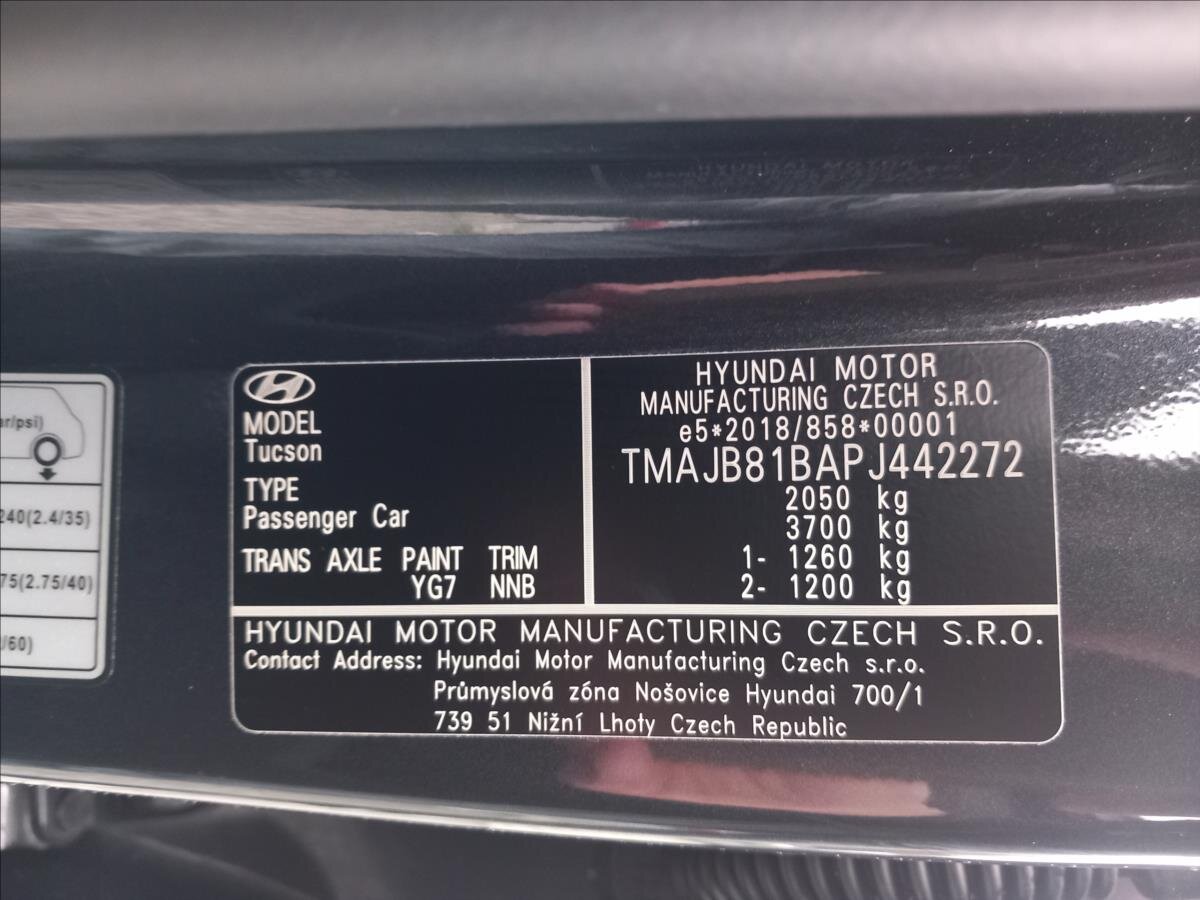 ar/psi)
240(2.4/35)
75(2.75/40)
/60)
MODEL
Tucson
TYPE
Passenger Car
TRANS AXLE PAINT TRIM
YG7 NNB
HYUNDAI MOTOR
MANUFACTURING CZECH S.R.O.
e5*2018/858*00001
TMAJB81BAPJ442272
2050 kg
3700 kg
1- 1260 kg
2- 1200 kg
HYUNDAI MOTOR MANUFACTURING CZECH S.R.O.
Contact Address: Hyundai Motor Manufacturing Czech s.r.o.
Průmyslová zóna Nošovice Hyundai 700/1
739 51 Nižní Lhoty Czech Republic